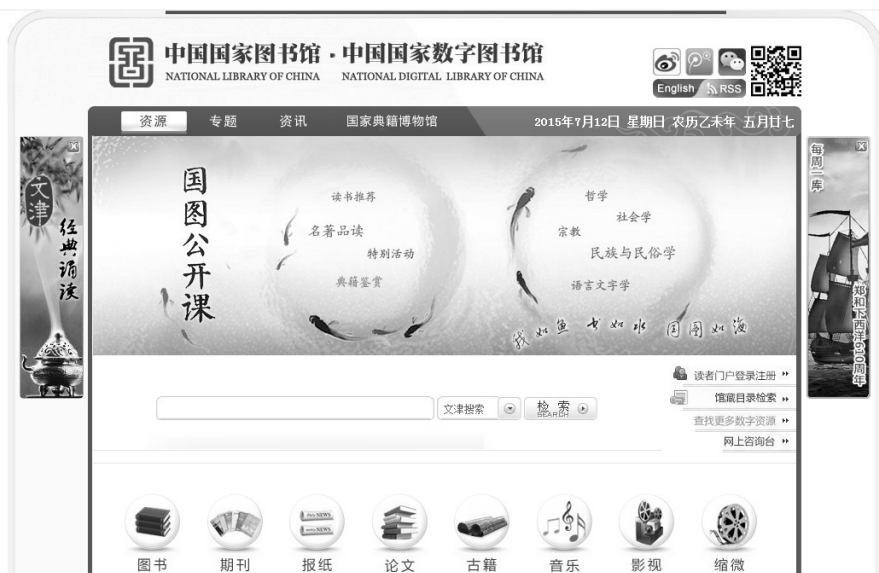 中国国家图书馆·中国国家数字图书馆
NATIONAL LIBRARY OF CHINA NATIONAL DIGITAL LIBRARY OF CHINA
English RSS
资源 专题 资讯 国家典籍博物馆 2015年7月12日 星期日 农历乙未年 五月廿七
文津
经典诵读
国图公开课
读书推荐
名著品读
特别活动
典籍鉴赏
哲学
社会学
宗教
民族与民俗学
语言文字学
我如鱼 书如水 国图如海
每周一库
郑和下西洋610周年
读者门户登录注册
馆藏目录检索
查找更多数字资源
网上咨询台
文津搜索 检索
SEARCH
图书 期刊 报纸 论文 古籍 音乐 影视 缩微